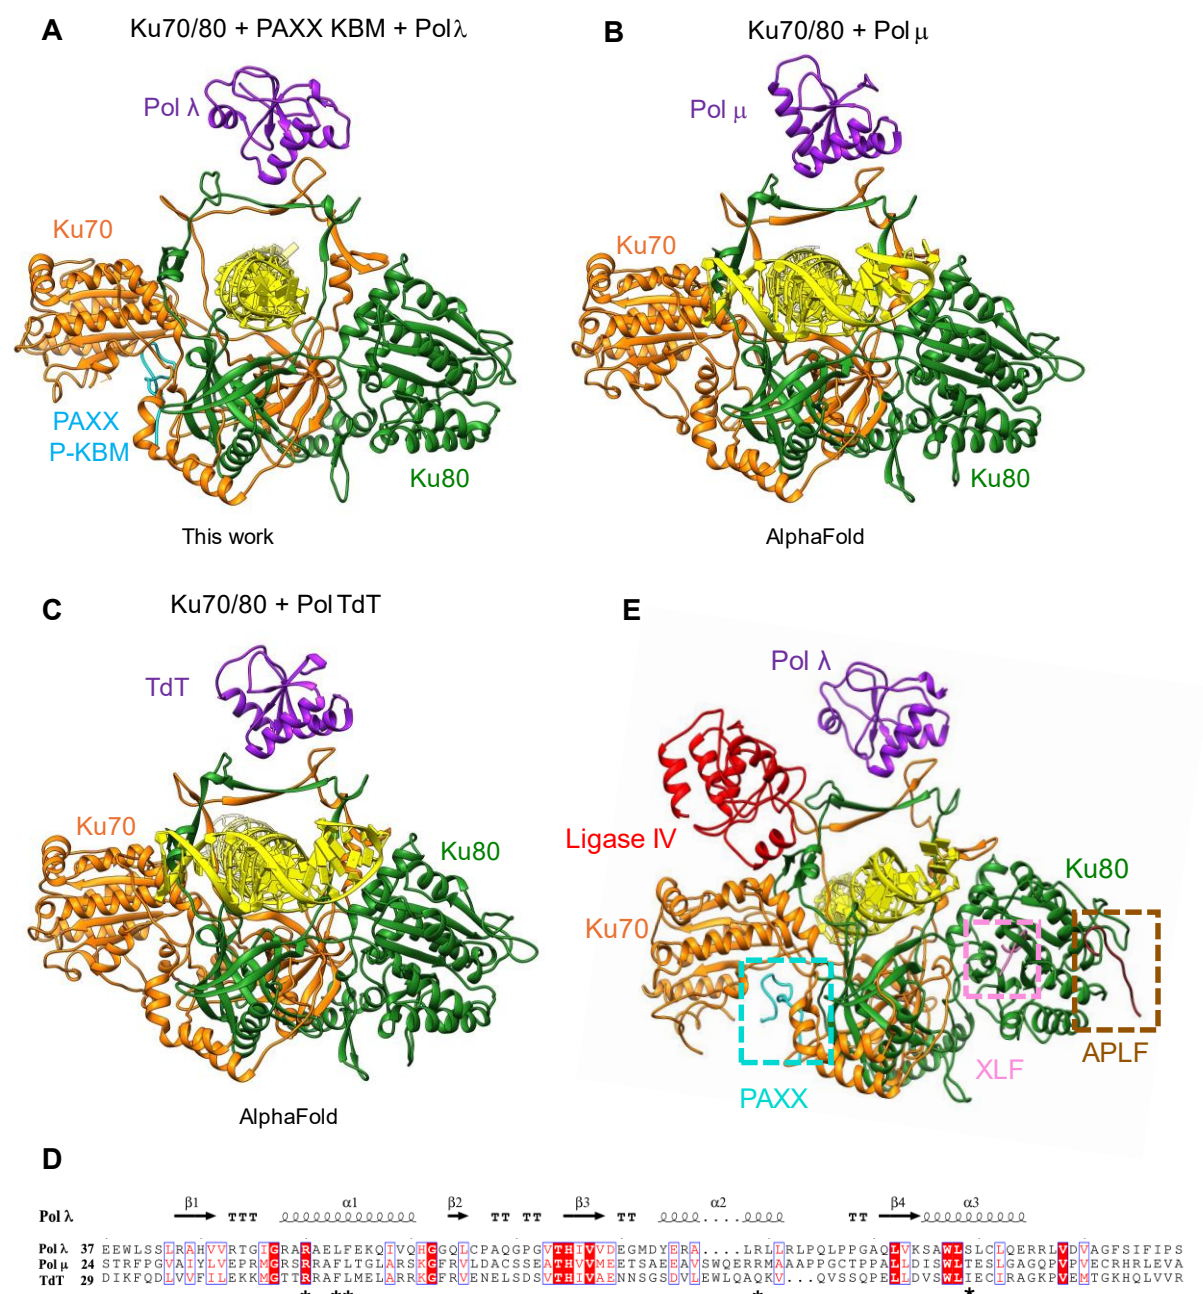 A
Ku70/80 + PAXX KBM + Pol λ
Pol λ
Ku70
PAXX
P-KBM
Ku80
This work
B
Ku70/80 + Pol μ
Pol μ
Ku70
Ku80
AlphaFold
C
Ku70/80 + Pol TdT
TdT
Ku70
Ku80
AlphaFold
E
Pol λ
Ligase IV
Ku70
Ku80
PAXX
XLF
APLF
D
β1 α1 β2 β3 α2 β4 α3
Pol λ TTT TT TT TT .... TT
Pol λ 37 EEWLSSLRAHVVRTGIGRARAELFEKQIVQHGGQLCPAQGPGVTHIVVDEGMDYERA....LRLLRLPQLPPGAQLVKSAWLSLCLQERRLVDVAGFSIFIPS
Pol μ 24 STRFPGVAIYLVEPRMGRSRRAFLTGLARSKGFRVLDACSSEATHVVMEETSAEEAVSWQERRMAAAPPGCTPPALLDISWLTESLGAGQPVPVECRHRLEVA
TdT 29 DIKFQDLVVFILEKKMGTTRRAFLMELARRKGFRVENELSDSVTHIVAENNSGSDVLEWLQAQKV...QVSSQPELLDVSWLIECIRAGKPVEMTGKHQLVVR
* ** * *